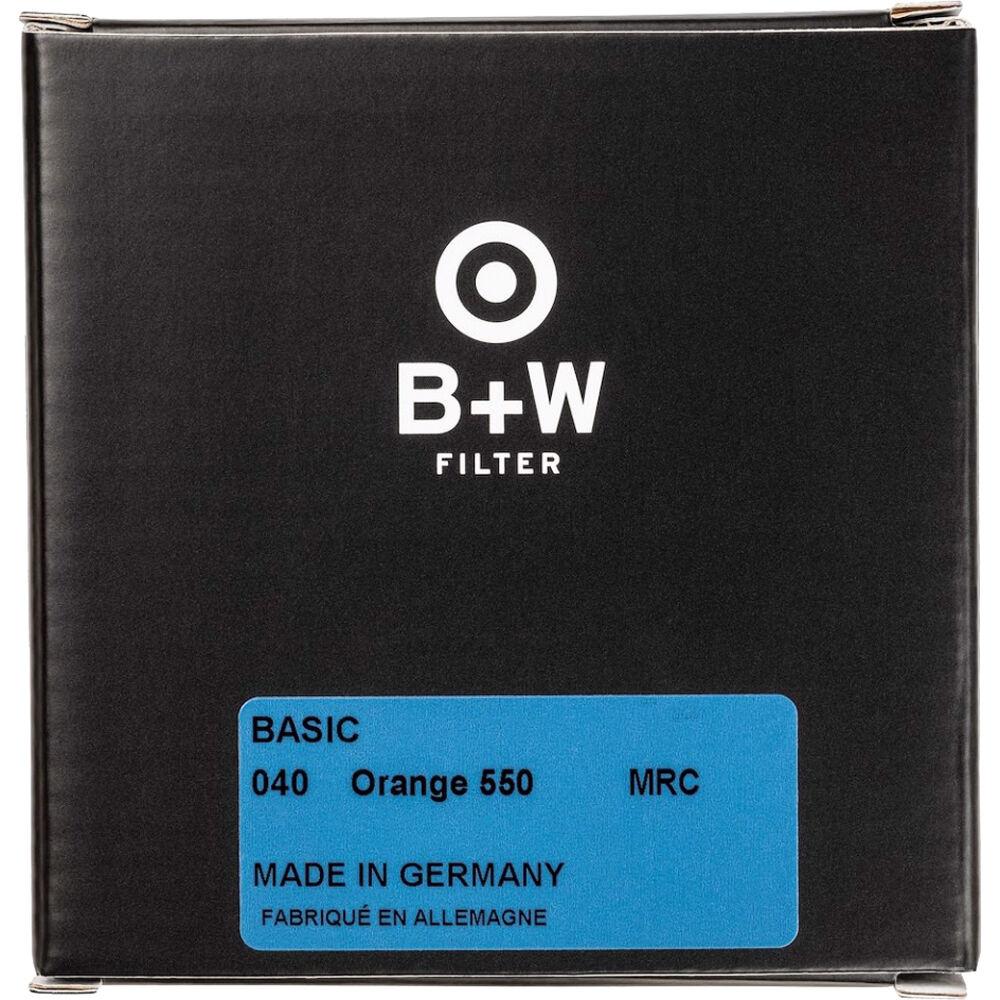 B+W
FILTER
BASIC
040 Orange 550 MRC
MADE IN GERMANY
FABRIQUÉ EN ALLEMAGNE